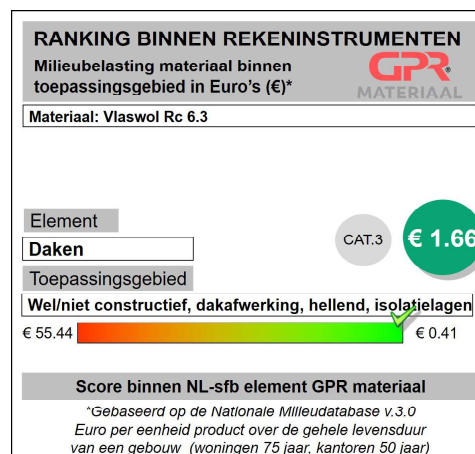 RANKING BINNEN REKENINSTRUMENTEN
Milieubelasting materiaal binnen
toepassingsgebied in Euro's (€)*
GPR®
MATERIAAL
Materiaal: Vlaswol Rc 6.3
Element
Daken
CAT.3
€ 1.66
Toepassingsgebied
Wel/niet constructief, dakafwerking, hellend, isolatielagen
€ 55.44
€ 0.41
Score binnen NL-sfb element GPR materiaal
*Gebaseerd op de Nationale Milieudatabase v.3.0
Euro per eenheid product over de gehele levensduur
van een gebouw (woningen 75 jaar, kantoren 50 jaar)